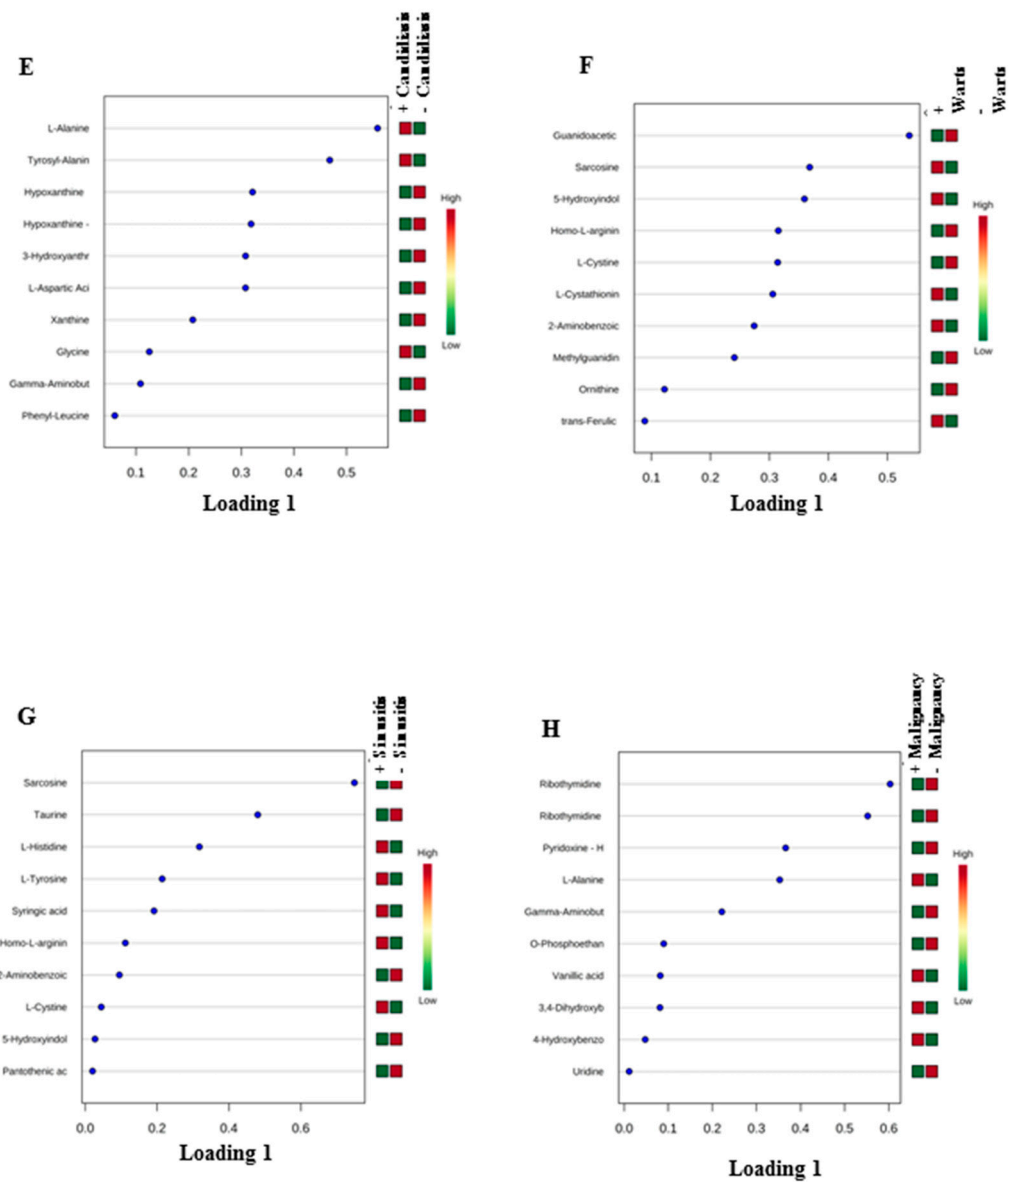 E
+ Candidiasis
- Candidiasis
L-Alanine
Tyrosyl-Alanin
Hypoxanthine
Hypoxanthine -
3-Hydroxyanthr
L-Aspartic Aci
Xanthine
Glycine
Gamma-Aminobut
Phenyl-Leucine
High
Low
0.1 0.2 0.3 0.4 0.5
Loading 1
F
+ Warts
- Warts
Guanidoacetic
Sarcosine
5-Hydroxyindol
Homo-L-arginin
L-Cystine
L-Cystathionin
2-Aminobenzoic
Methylguanidin
Ornithine
trans-Ferulic
High
Low
0.1 0.2 0.3 0.4 0.5
Loading 1
G
+ Sinusitis
- Sinusitis
Sarcosine
Taurine
L-Histidine
L-Tyrosine
Syringic acid
Homo-L-arginin
2-Aminobenzoic
L-Cystine
5-Hydroxyindol
Pantothenic ac
High
Low
0.0 0.2 0.4 0.6
Loading 1
H
+ Malignancy
- Malignancy
Ribothymidine
Ribothymidine
Pyridoxine - H
L-Alanine
Gamma-Aminobut
O-Phosphoethan
Vanillic acid
3,4-Dihydroxyb
4-Hydroxybenzo
Uridine
High
Low
0.0 0.1 0.2 0.3 0.4 0.5 0.6
Loading 1